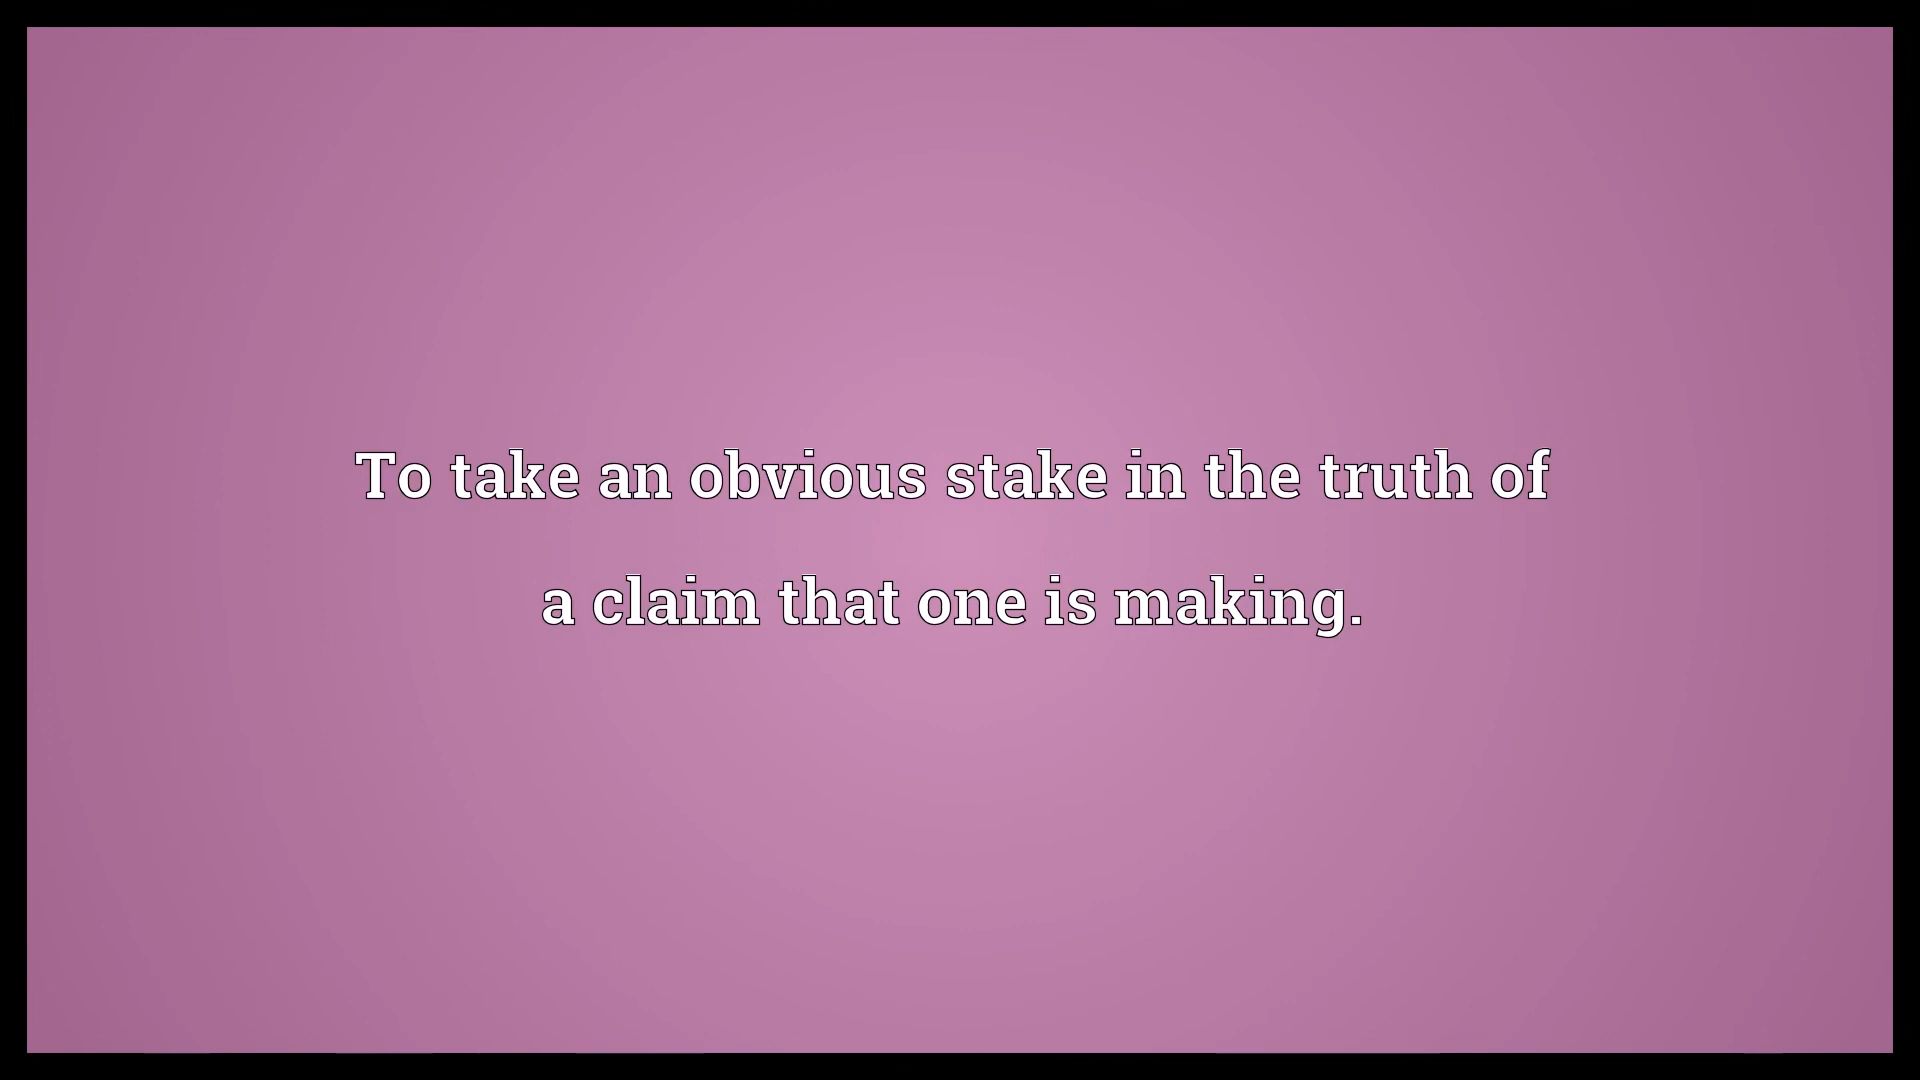 To take an obvious stake in the truth of
a claim that one is making.